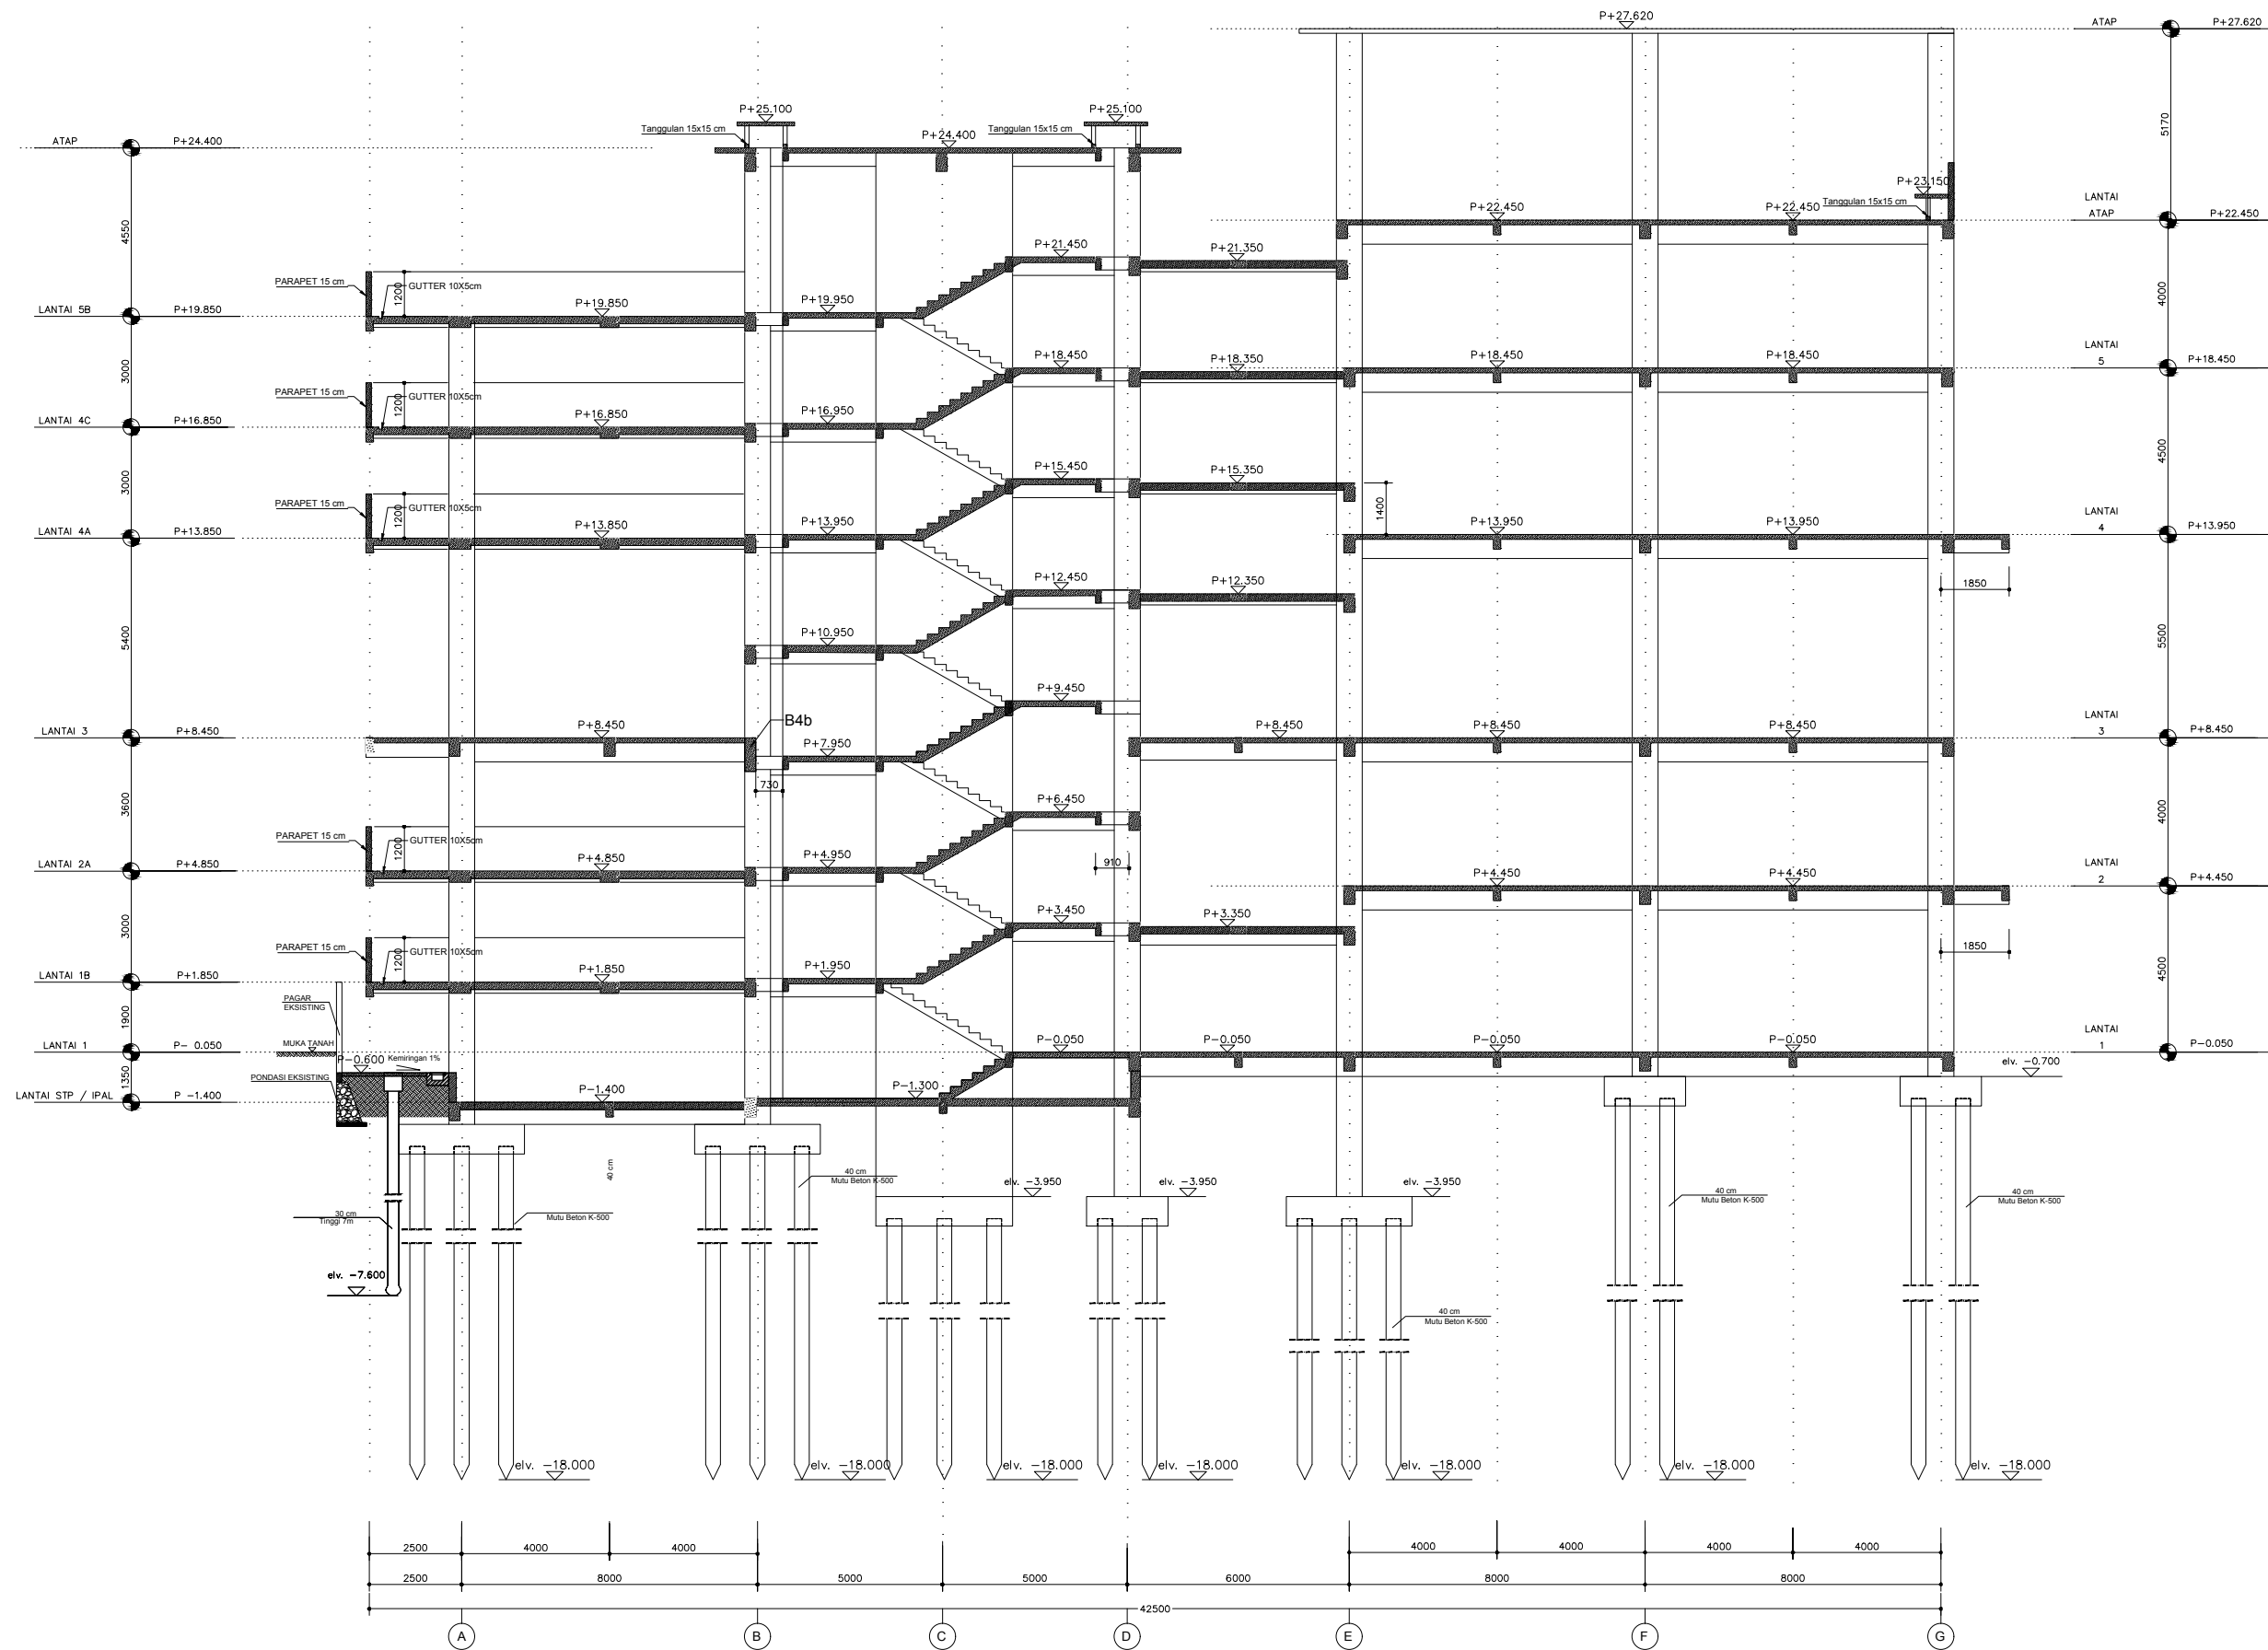 P+27.620
ATAP
P+27.620
P+25.100
P+25.100
Tanggulan 15x15 cm
P+24.400
Tanggulan 15x15 cm
ATAP
P+24.400
5170
P+23.150
Tanggulan 15x15 cm
LANTAI
ATAP
P+22.450
P+22.450
P+22.450
4550
P+21.450
P+21.350
PARAPET 15 cm
1200
GUTTER 10X5cm
4000
LANTAI 5B
P+19.850
P+19.850
P+19.950
3000
P+18.450
P+18.350
P+18.450
P+18.450
LANTAI
5
P+18.450
PARAPET 15 cm
1200
GUTTER 10X5cm
LANTAI 4C
P+16.850
P+16.850
P+16.950
4500
3000
P+15.450
P+15.350
PARAPET 15 cm
1200
GUTTER 10X5cm
1400
LANTAI 4A
P+13.850
P+13.850
P+13.950
P+13.950
P+13.950
LANTAI
4
P+13.950
P+12.450
P+12.350
1850
5400
P+10.950
5500
P+9.450
B4b
LANTAI 3
P+8.450
P+8.450
P+7.950
P+8.450
P+8.450
P+8.450
LANTAI
3
P+8.450
730
3600
P+6.450
4000
PARAPET 15 cm
1200
GUTTER 10X5cm
LANTAI 2A
P+4.850
P+4.850
P+4.950
910
P+4.450
P+4.450
LANTAI
2
P+4.450
3000
P+3.450
P+3.350
PARAPET 15 cm
1200
GUTTER 10X5cm
1850
4500
LANTAI 1B
P+1.850
P+1.850
P+1.950
PAGAR
EKSISTING
1900
MUKA TANAH
LANTAI 1
P- 0.050
P-0.050
P-0.050
P-0.050
P-0.050
LANTAI
1
P-0.050
P-0.600
Kemiringan 1%
elv. -0.700
1350
PONDASI EKSISTING
P-1.400
P-1.300
LANTAI STP / IPAL
P -1.400
40 cm
40 cm
Mutu Beton K-500
elv. -3.950
elv. -3.950
elv. -3.950
40 cm
Mutu Beton K-500
40 cm
Mutu Beton K-500
30 cm
Tinggi 7m
Mutu Beton K-500
elv. -7.600
40 cm
Mutu Beton K-500
elv. -18.000
elv. -18.000
elv. -18.000
elv. -18.000
elv. -18.000
elv. -18.000
elv. -18.000
2500
4000
4000
4000
4000
4000
4000
2500
8000
5000
5000
6000
8000
8000
42500
A
B
C
D
E
F
G